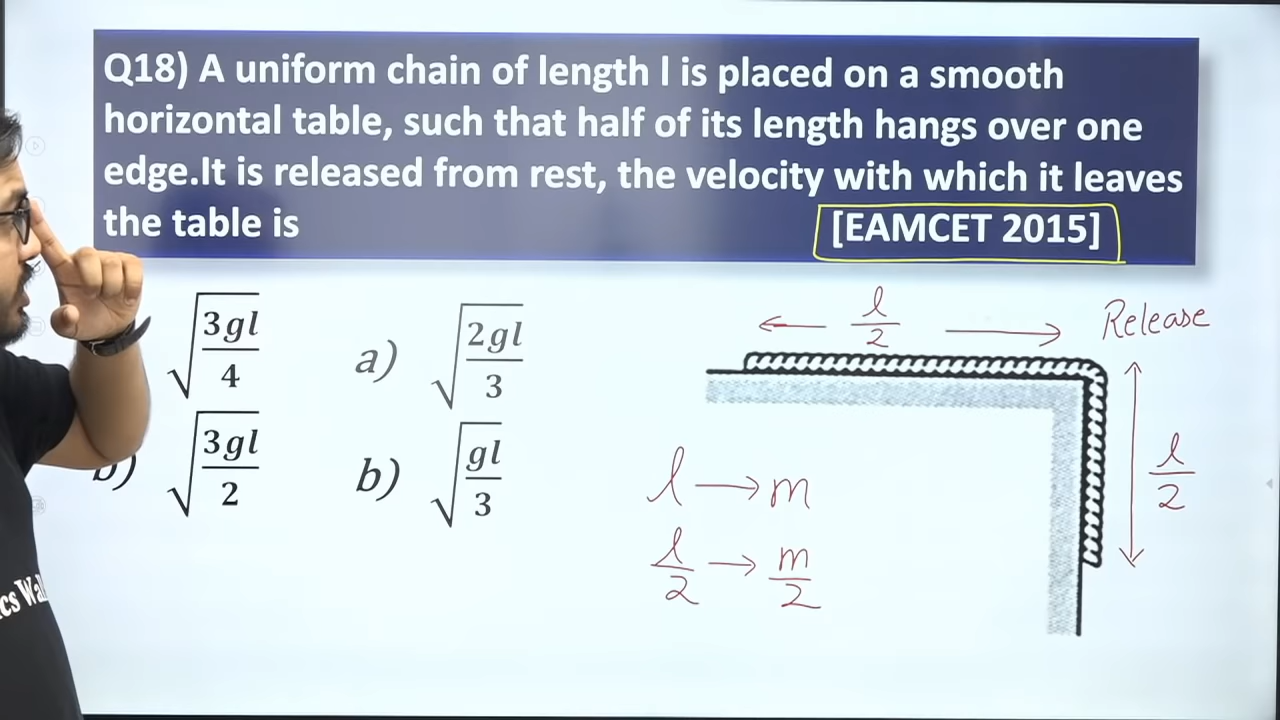 Q18) A uniform chain of length l is placed on a smooth
horizontal table, such that half of its length hangs over one
edge.It is released from rest, the velocity with which it leaves
the table is [EAMCET 2015]
√(3gl/4) a) √(2gl/3)
b) √(3gl/2) b) √(gl/3)
l/2 Release
l/2
l → m
l/2 → m/2